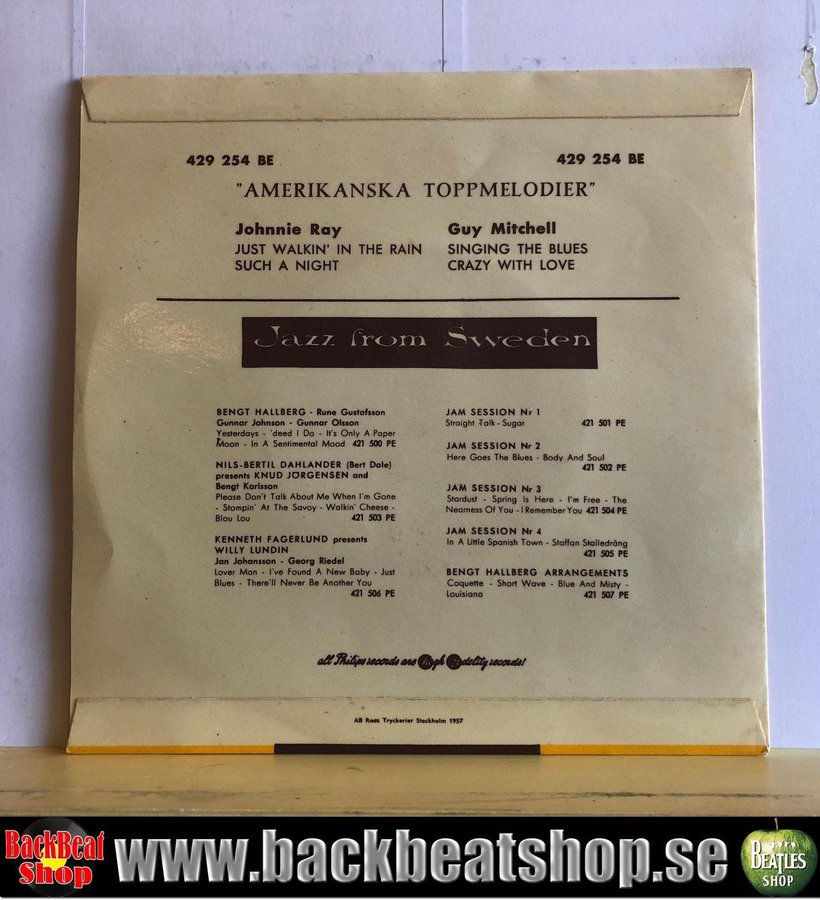 429 254 BE 429 254 BE
"AMERIKANSKA TOPPMELODIER"
Johnnie Ray
JUST WALKIN' IN THE RAIN
SUCH A NIGHT
Guy Mitchell
SINGING THE BLUES
CRAZY WITH LOVE
Jazz from Sweden
BENGT HALLBERG - Rune Gustafsson
Gunnar Johnson - Gunnar Olsson
Yesterdays - 'deed I Do - It's Only A Paper
Moon - In A Sentimental Mood 421 500 PE
NILS-BERTIL DAHLANDER (Bert Dale)
presents KNUD JÖRGENSEN and
Bengt Karlsson
Please Don't Talk About Me When I'm Gone
- Stompin' At The Savoy - Walkin' Cheese -
Blou Lou 421 503 PE
KENNETH FAGERLUND presents
WILLY LUNDIN
Jan Johansson - Georg Riedel
Lover Man - I've Found A New Baby - Just
Blues - There'll Never Be Another You
421 506 PE
JAM SESSION Nr 1
Straight Talk - Sugar 421 501 PE
JAM SESSION Nr 2
Here Goes The Blues - Body And Soul
421 502 PE
JAM SESSION Nr 3
Stardust - Spring Is Here - I'm Free - The
Nearness Of You - I Remember You 421 504 PE
JAM SESSION Nr 4
In A Little Spanish Town - Staffan Stalledräng
421 505 PE
BENGT HALLBERG ARRANGEMENTS
Coquette - Short Wave - Blue And Misty -
Louisiana 421 507 PE
all Philips records are High Fidelity records!
AB Roos Tryckerier Stockholm 1957
BackBeat
Shop
www.backbeatshop.se
BEATLES
SHOP